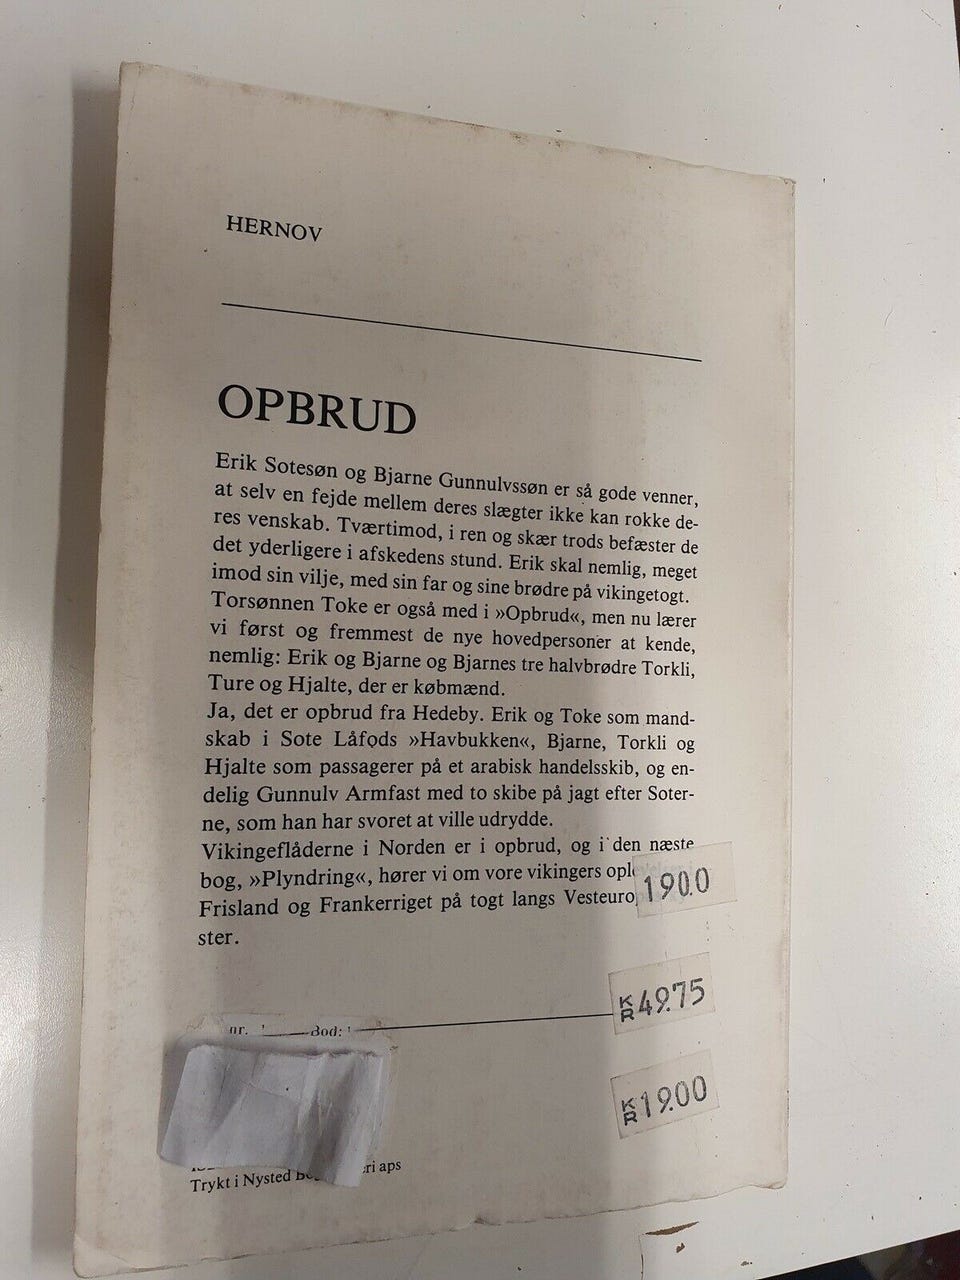 HERNOV
OPBRUD
Erik Sotesøn og Bjarne Gunnulvssøn er så gode venner,
at selv en fejde mellem deres slægter ikke kan rokke de-
res venskab. Tværtimod, i ren og skær trods befæster de
det yderligere i afskedens stund. Erik skal nemlig, meget
imod sin vilje, med sin far og sine brødre på vikingetogt.
Torsønnen Toke er også med i »Opbrud«, men nu lærer
vi først og fremmest de nye hovedpersoner at kende,
nemlig: Erik og Bjarne og Bjarnes tre halvbrødre Torkli,
Ture og Hjalte, der er købmænd.
Ja, det er opbrud fra Hedeby. Erik og Toke som mand-
skab i Sote Låfods »Havbukken«, Bjarne, Torkli og
Hjalte som passagerer på et arabisk handelsskib, og en-
delig Gunnulv Armfast med to skibe på jagt efter Soter-
ne, som han har svoret at ville udrydde.
Vikingeflåderne i Norden er i opbrud, og i den næste
bog, »Plyndring«, hører vi om vore vikingers
1900
Frisland og Frankerriget på togt langs
ster.
KR 49.75
nr. Bod:
KR 19.00
Trykt i Nysted aps